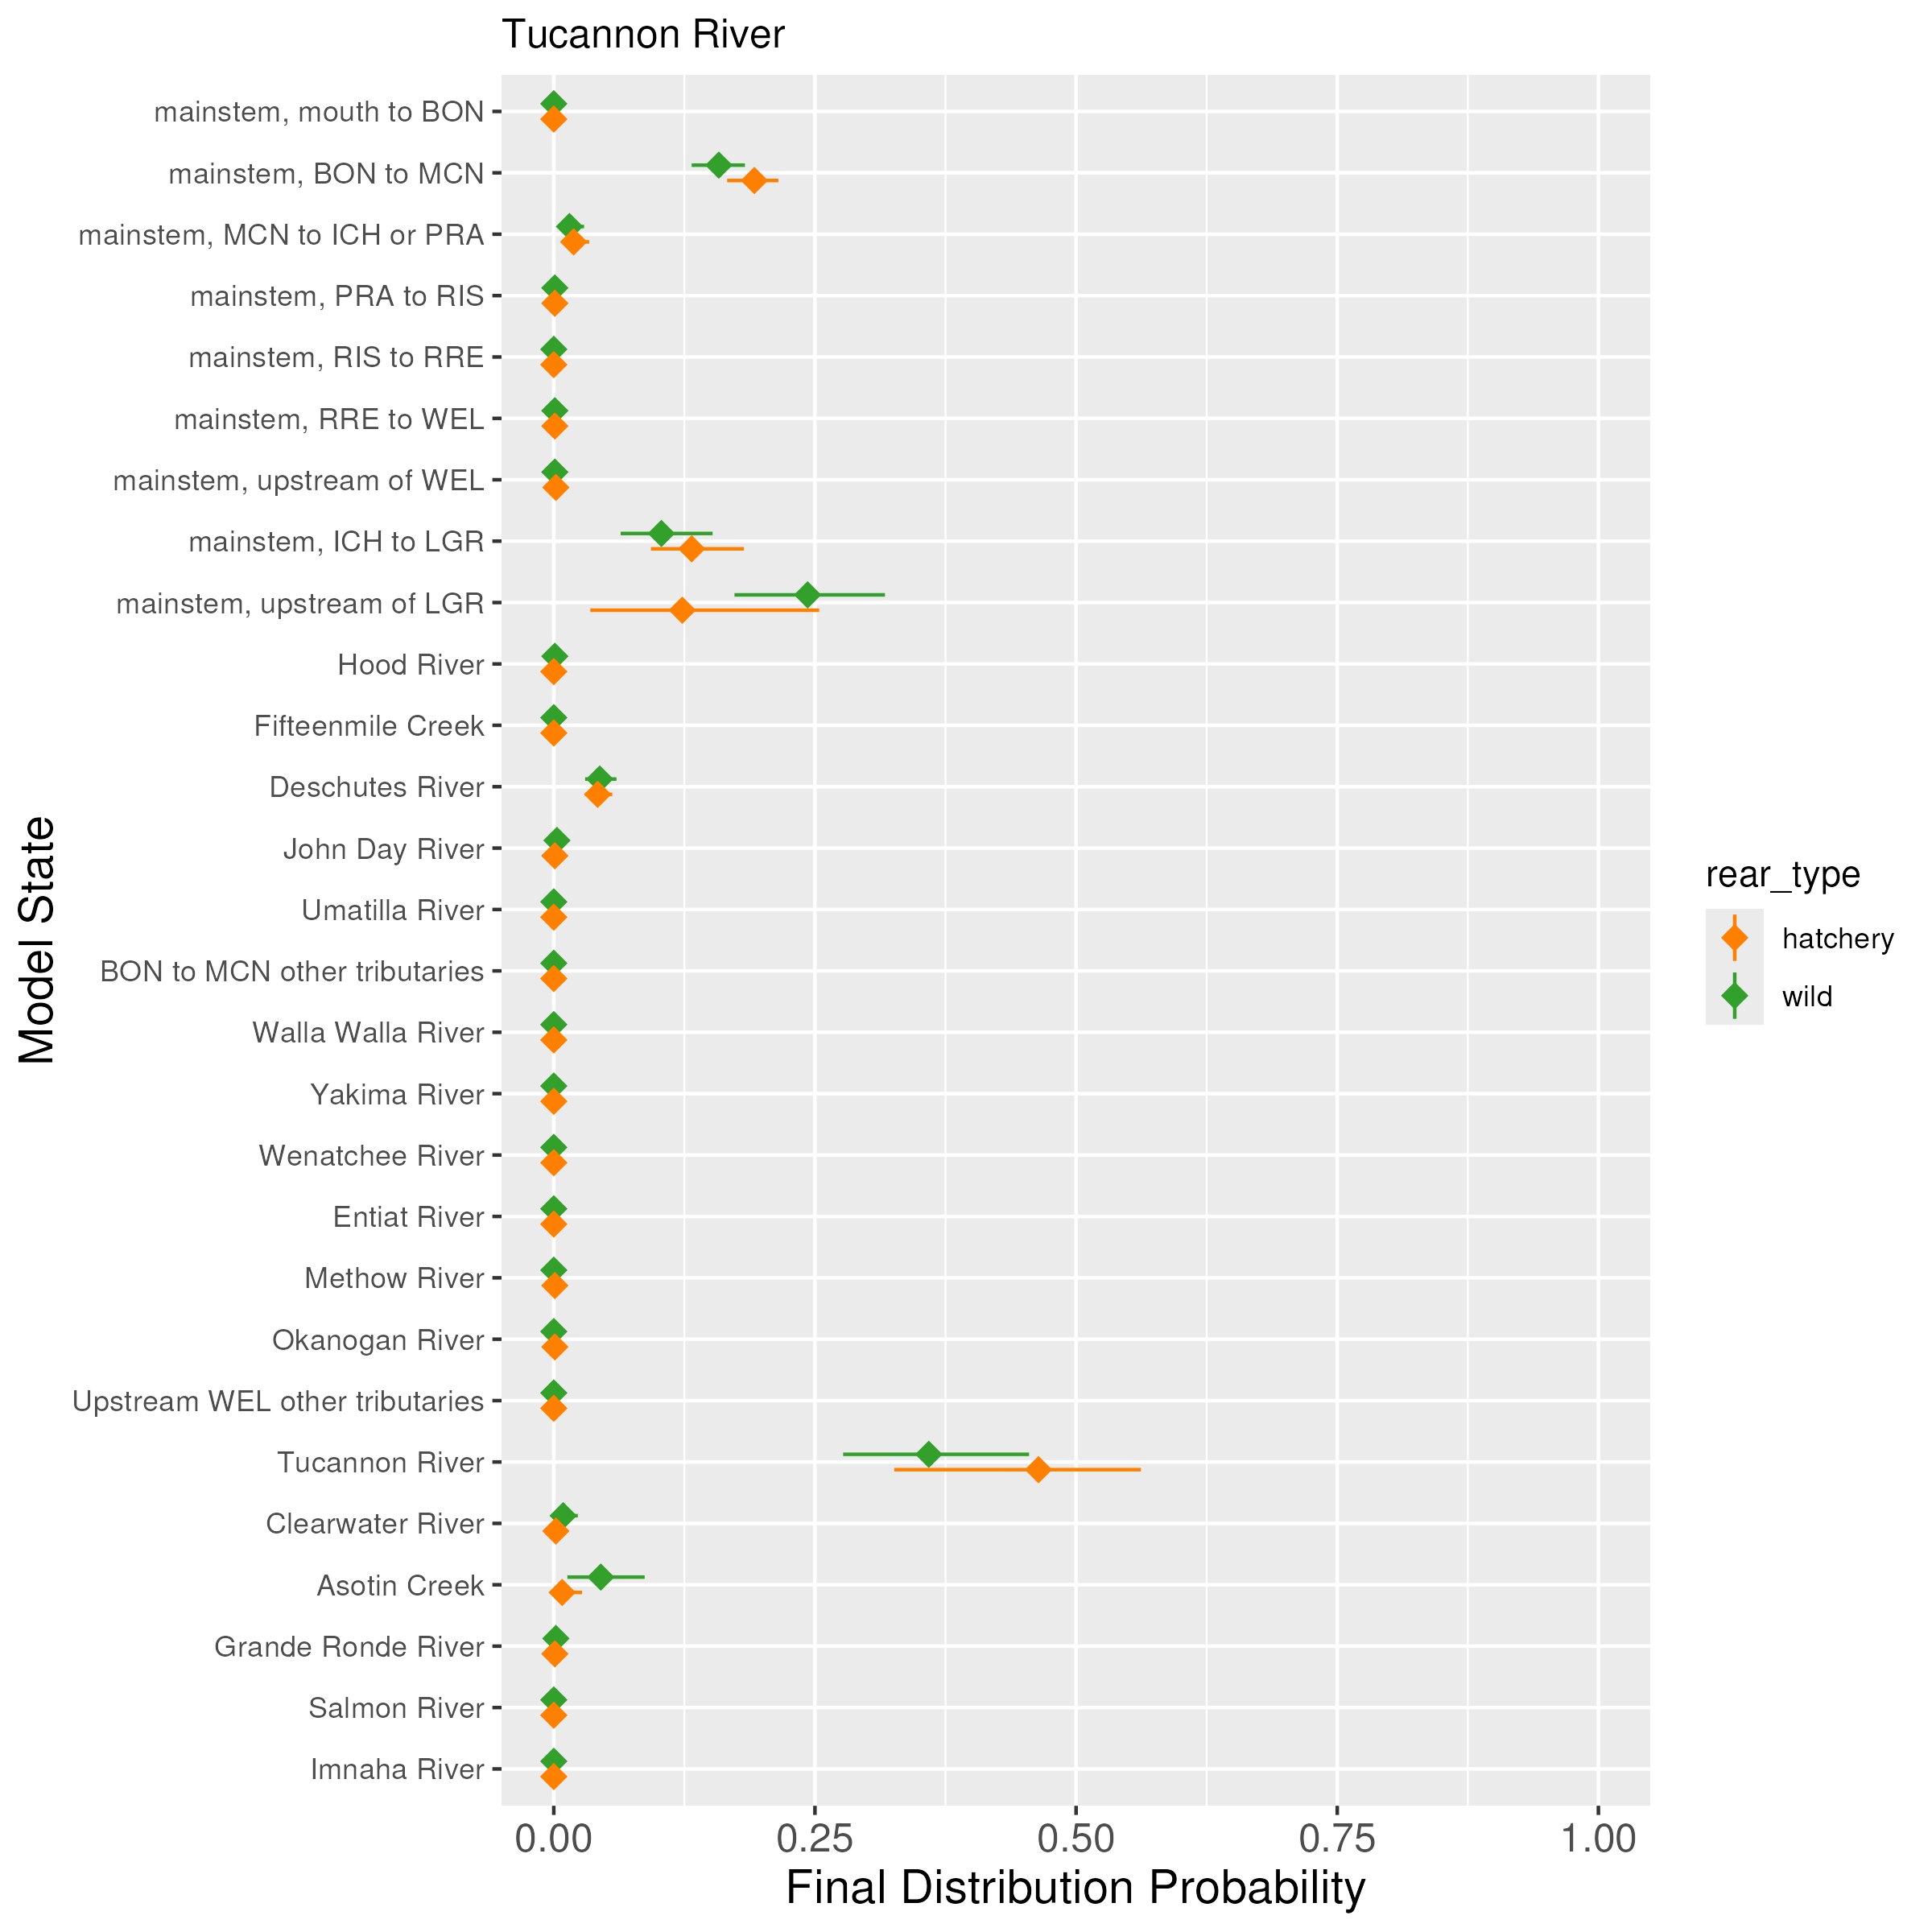 Tucannon River
mainstem, mouth to BON
mainstem, BON to MCN
mainstem, MCN to ICH or PRA
mainstem, PRA to RIS
mainstem, RIS to RRE
mainstem, RRE to WEL
mainstem, upstream of WEL
mainstem, ICH to LGR
mainstem, upstream of LGR
Hood River
Fifteenmile Creek
Deschutes River
John Day River
Umatilla River
BON to MCN other tributaries
Walla Walla River
Yakima River
Wenatchee River
Entiat River
Methow River
Okanogan River
Upstream WEL other tributaries
Tucannon River
Clearwater River
Asotin Creek
Grande Ronde River
Salmon River
Imnaha River
Model State
0.00 0.25 0.50 0.75 1.00
Final Distribution Probability
rear_type
hatchery
wild